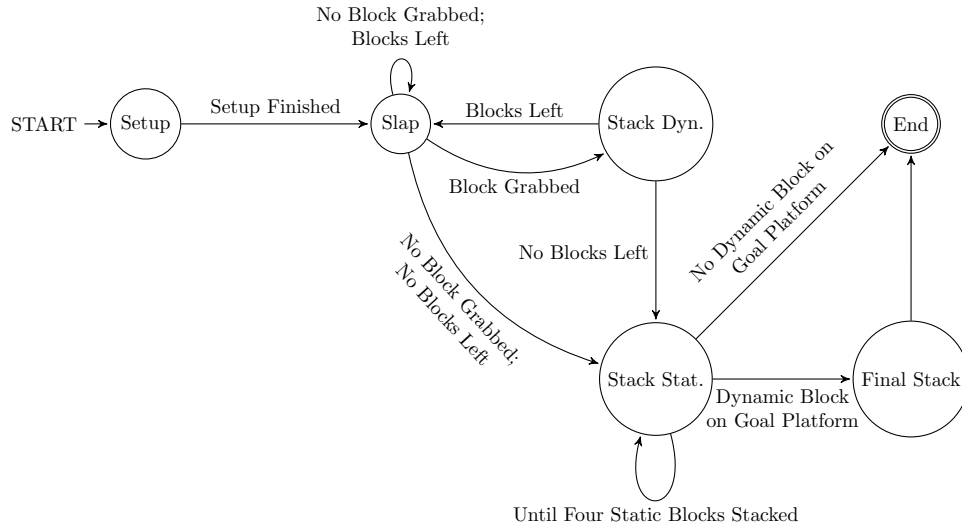 No Block Grabbed;
Blocks Left
START
Setup
Setup Finished
Slap
Blocks Left
Stack Dyn.
End
Block Grabbed
No Dynamic Block on
Goal Platform
No Blocks Left
No Block Grabbed;
No Blocks Left
Stack Stat.
Dynamic Block
on Goal Platform
Final Stack
Until Four Static Blocks Stacked